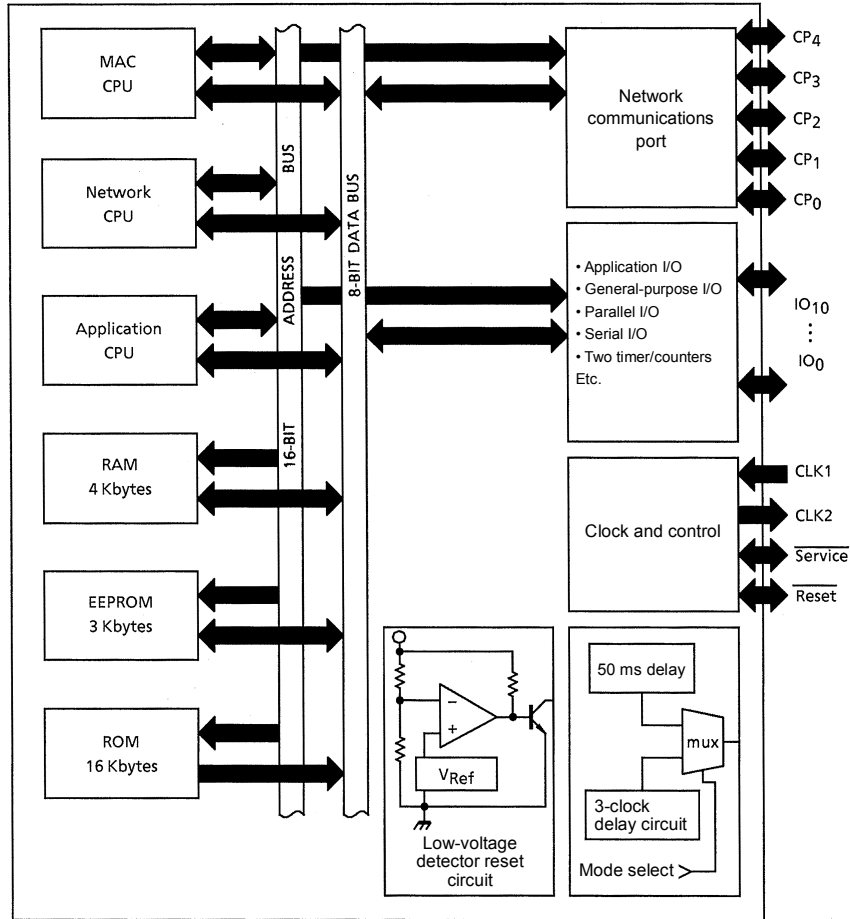 MAC
CPU
Network
CPU
Application
CPU
RAM
4 Kbytes
EEPROM
3 Kbytes
ROM
16 Kbytes
16-BIT ADDRESS BUS
8-BIT DATA BUS
Network
communications
port
• Application I/O
• General-purpose I/O
• Parallel I/O
• Serial I/O
• Two timer/counters
Etc.
Clock and control
CP4
CP3
CP2
CP1
CP0
IO10
IO0
CLK1
CLK2
Service
Reset
−
+
VRef
Low-voltage
detector reset
circuit
50 ms delay
mux
3-clock
delay circuit
Mode select